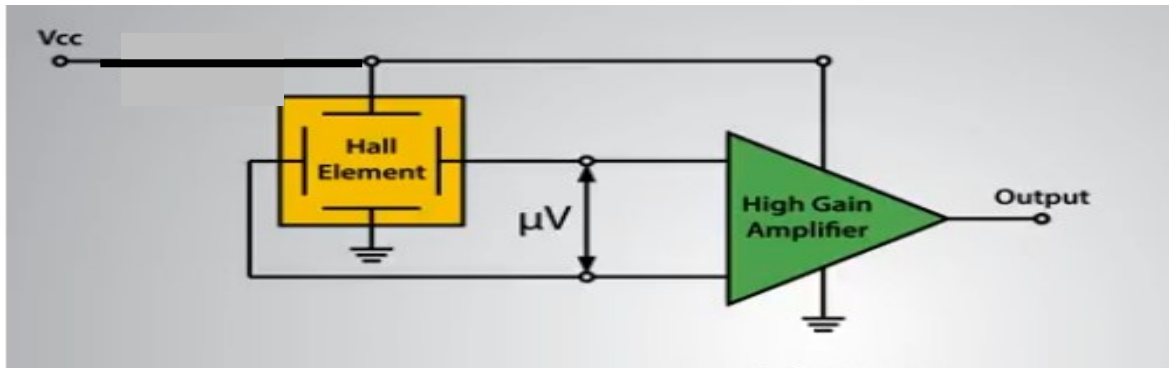 Vcc
Hall
Element
μV
High Gain
Amplifier
Output